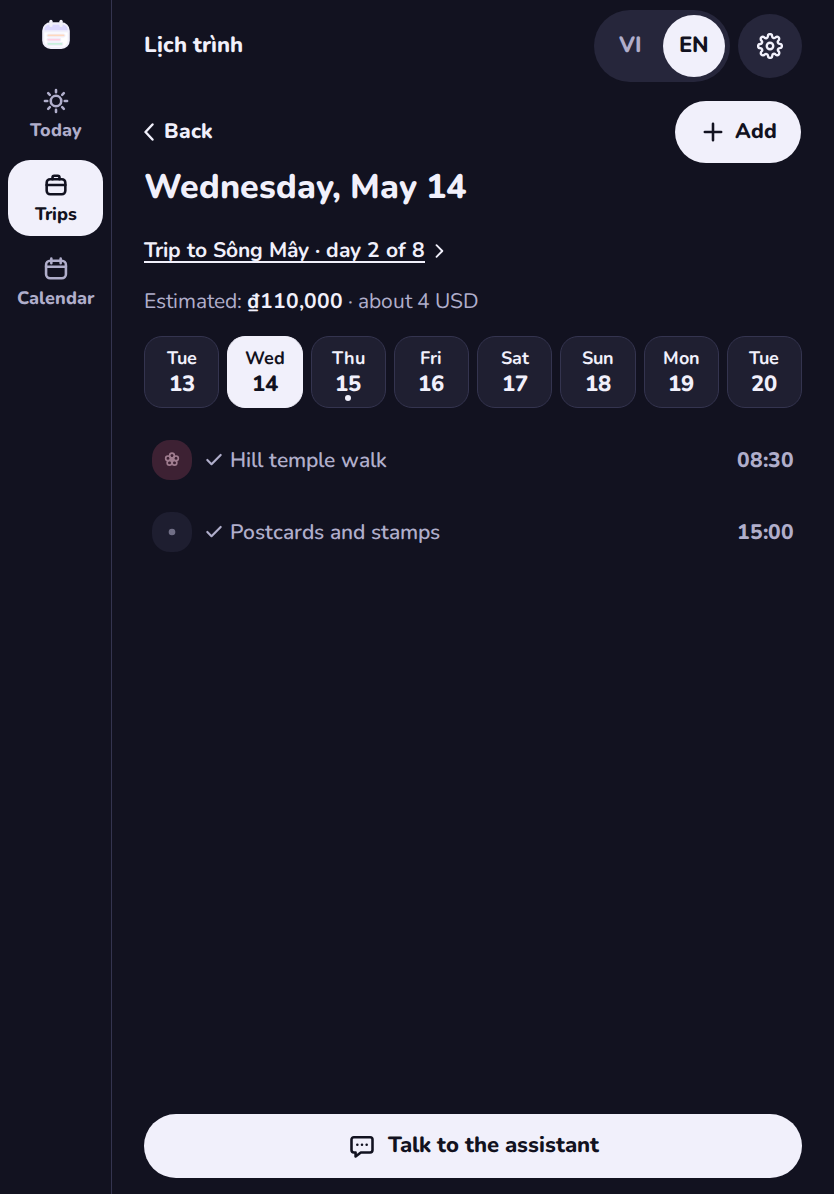 Lịch trình
VI EN
Today
Trips
Calendar
Back
Add
Wednesday, May 14
Trip to Sông Mây · day 2 of 8
Estimated: ₫110,000 · about 4 USD
Tue Wed Thu Fri Sat Sun Mon Tue
13 14 15 16 17 18 19 20
Hill temple walk 08:30
Postcards and stamps 15:00
Talk to the assistant